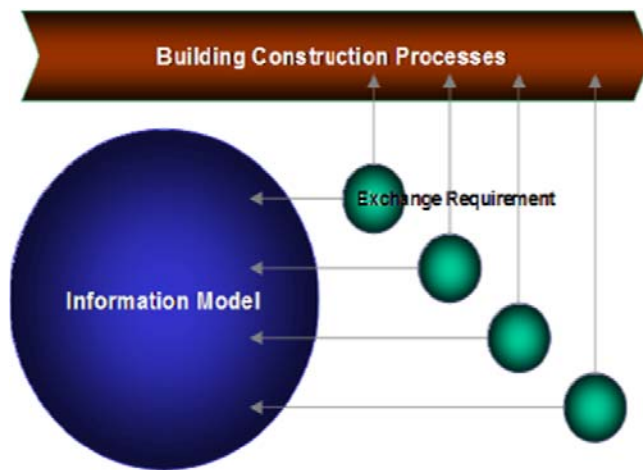 Building Construction Processes
Exchange Requirement
Information Model